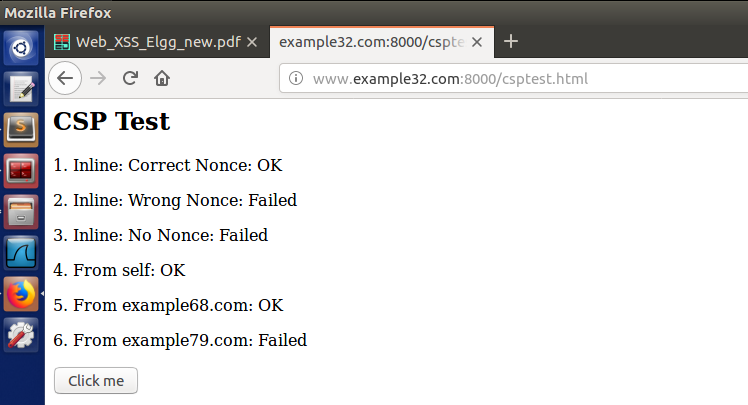 Mozilla Firefox
Web_XSS_Elgg_new.pdf
example32.com:8000/cspte
www.example32.com:8000/csptest.html
CSP Test
1. Inline: Correct Nonce: OK
2. Inline: Wrong Nonce: Failed
3. Inline: No Nonce: Failed
4. From self: OK
5. From example68.com: OK
6. From example79.com: Failed
Click me